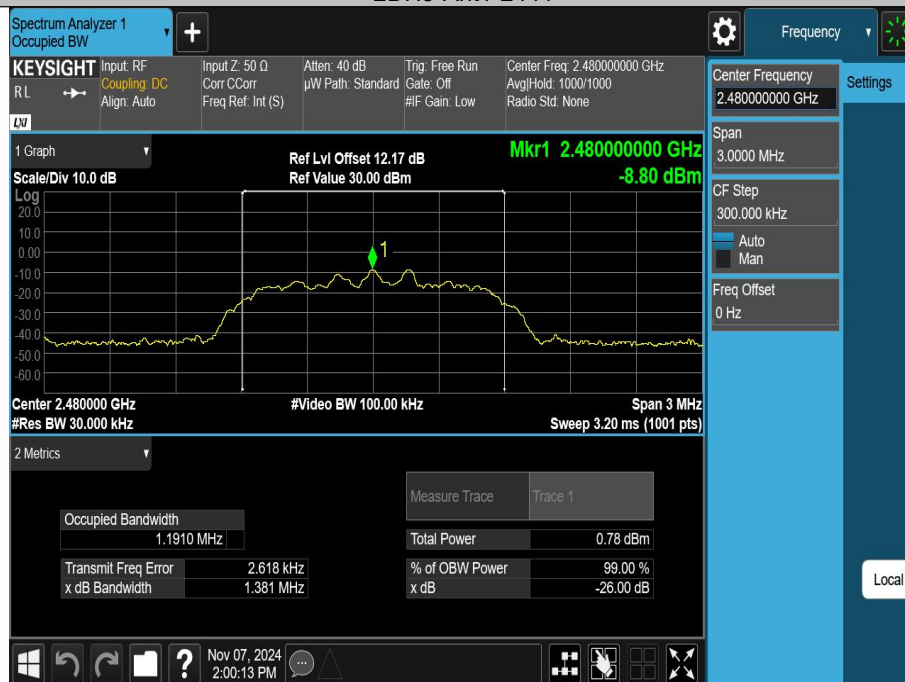 Spectrum Analyzer 1
Occupied BW
Frequency
KEYSIGHT
RL
LXI
Input: RF
Coupling: DC
Align: Auto
Input Z: 50 Ω
Corr CCorr
Freq Ref: Int (S)
Atten: 40 dB
µW Path: Standard
Trig: Free Run
Gate: Off
#IF Gain: Low
Center Freq: 2.480000000 GHz
Avg|Hold: 1000/1000
Radio Std: None
Center Frequency
2.480000000 GHz
Settings
Span
3.0000 MHz
CF Step
300.000 kHz
Auto
Man
Freq Offset
0 Hz
Local
1 Graph
Scale/Div 10.0 dB
Ref Lvl Offset 12.17 dB
Ref Value 30.00 dBm
Mkr1 2.480000000 GHz
-8.80 dBm
Log
20.0
10.0
0.00
-10.0
-20.0
-30.0
-40.0
-50.0
-60.0
1
Center 2.480000 GHz
#Video BW 100.00 kHz
Span 3 MHz
#Res BW 30.000 kHz
Sweep 3.20 ms (1001 pts)
2 Metrics
Measure Trace
Trace 1
Occupied Bandwidth
1.1910 MHz
Total Power
0.78 dBm
Transmit Freq Error
2.618 kHz
% of OBW Power
99.00 %
x dB Bandwidth
1.381 MHz
x dB
-26.00 dB
?
Nov 07, 2024
2:00:13 PM